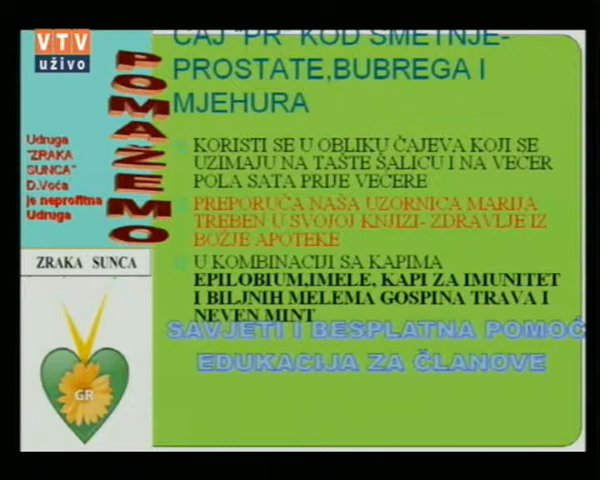 VTV
uživo
POMAŽEMO
Udruga
"ZRAKA
SUNCA"
D.Voća
je neprofitna
Udruga
ZRAKA SUNCA
GR
ČAJ "PR" KOD SMETNJE-
PROSTATE,BUBREGA I
MJEHURA
KORISTI SE U OBLIKU ČAJEVA KOJI SE
UZIMAJU NA TAŠTE ŠALICU I NA VEČER
POLA SATA PRIJE VEČERE
PREPORUČA NAŠA UZORNICA MARIJA
TREBEN U SVOJOJ KNJIZI- ZDRAVLJE IZ
BOŽJE APOTEKE
U KOMBINACIJI SA KAPIMA
EPILOBIUM,IMELE, KAPI ZA IMUNITET
I BILJNIH MELEMA GOSPINA TRAVA I
NEVEN MINT
SAVJETI I BESPLATNA POMOĆ
EDUKACIJA ZA ČLANOVE